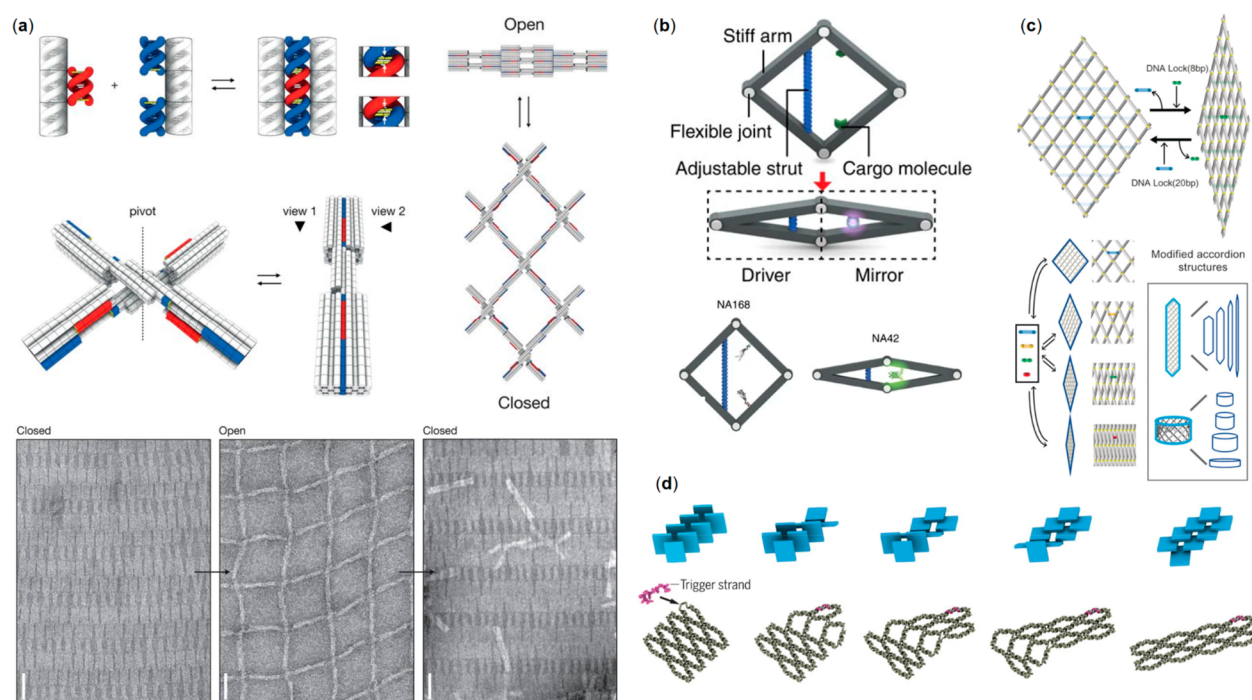 (a)
Open
pivot
view 1
view 2
Closed
Closed
Open
Closed
(b)
Stiff arm
Flexible joint
Adjustable strut
Cargo molecule
Driver
Mirror
NA168
NA42
(c)
DNA Lock(8bp)
DNA Lock(20bp)
Modified accordion
structures
(d)
Trigger strand